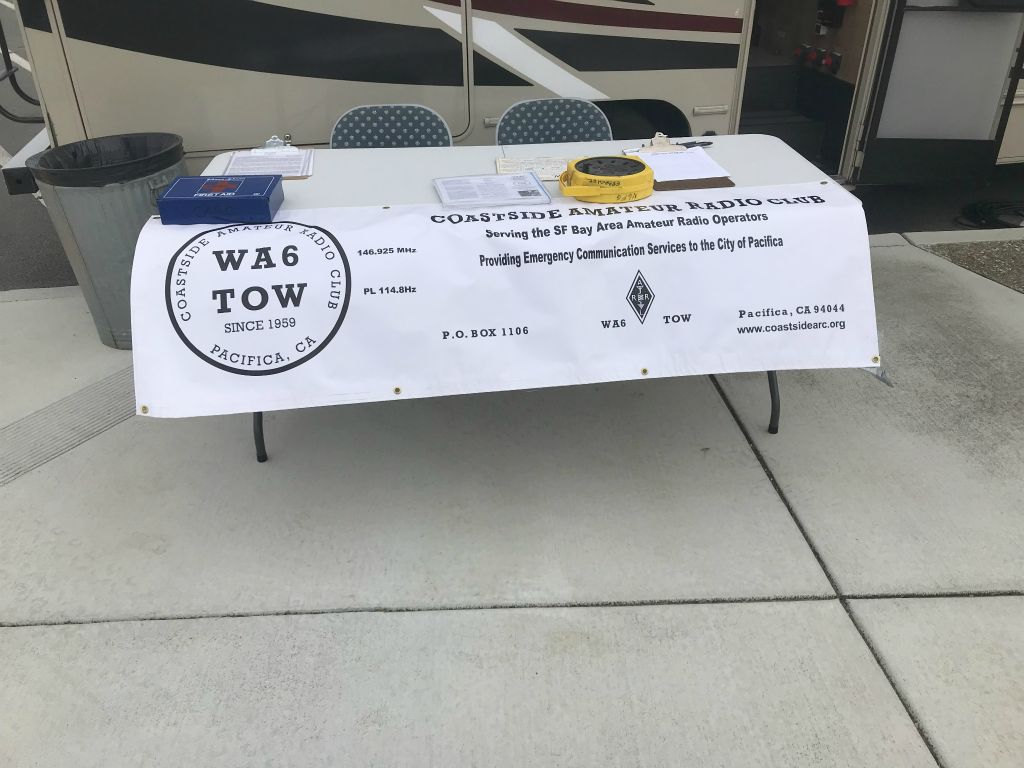 FIRST AID
COASTSIDE AMATEUR RADIO CLUB
WA6
TOW
SINCE 1959
PACIFICA, CA
146.925 MHz
PL 114.8Hz
COASTSIDE AMATEUR RADIO CLUB
Serving the SF Bay Area Amateur Radio Operators
Providing Emergency Communication Services to the City of Pacifica
P.O. BOX 1106
A
R R
L
WA6 TOW
Pacifica, CA 94044
www.coastsidearc.org